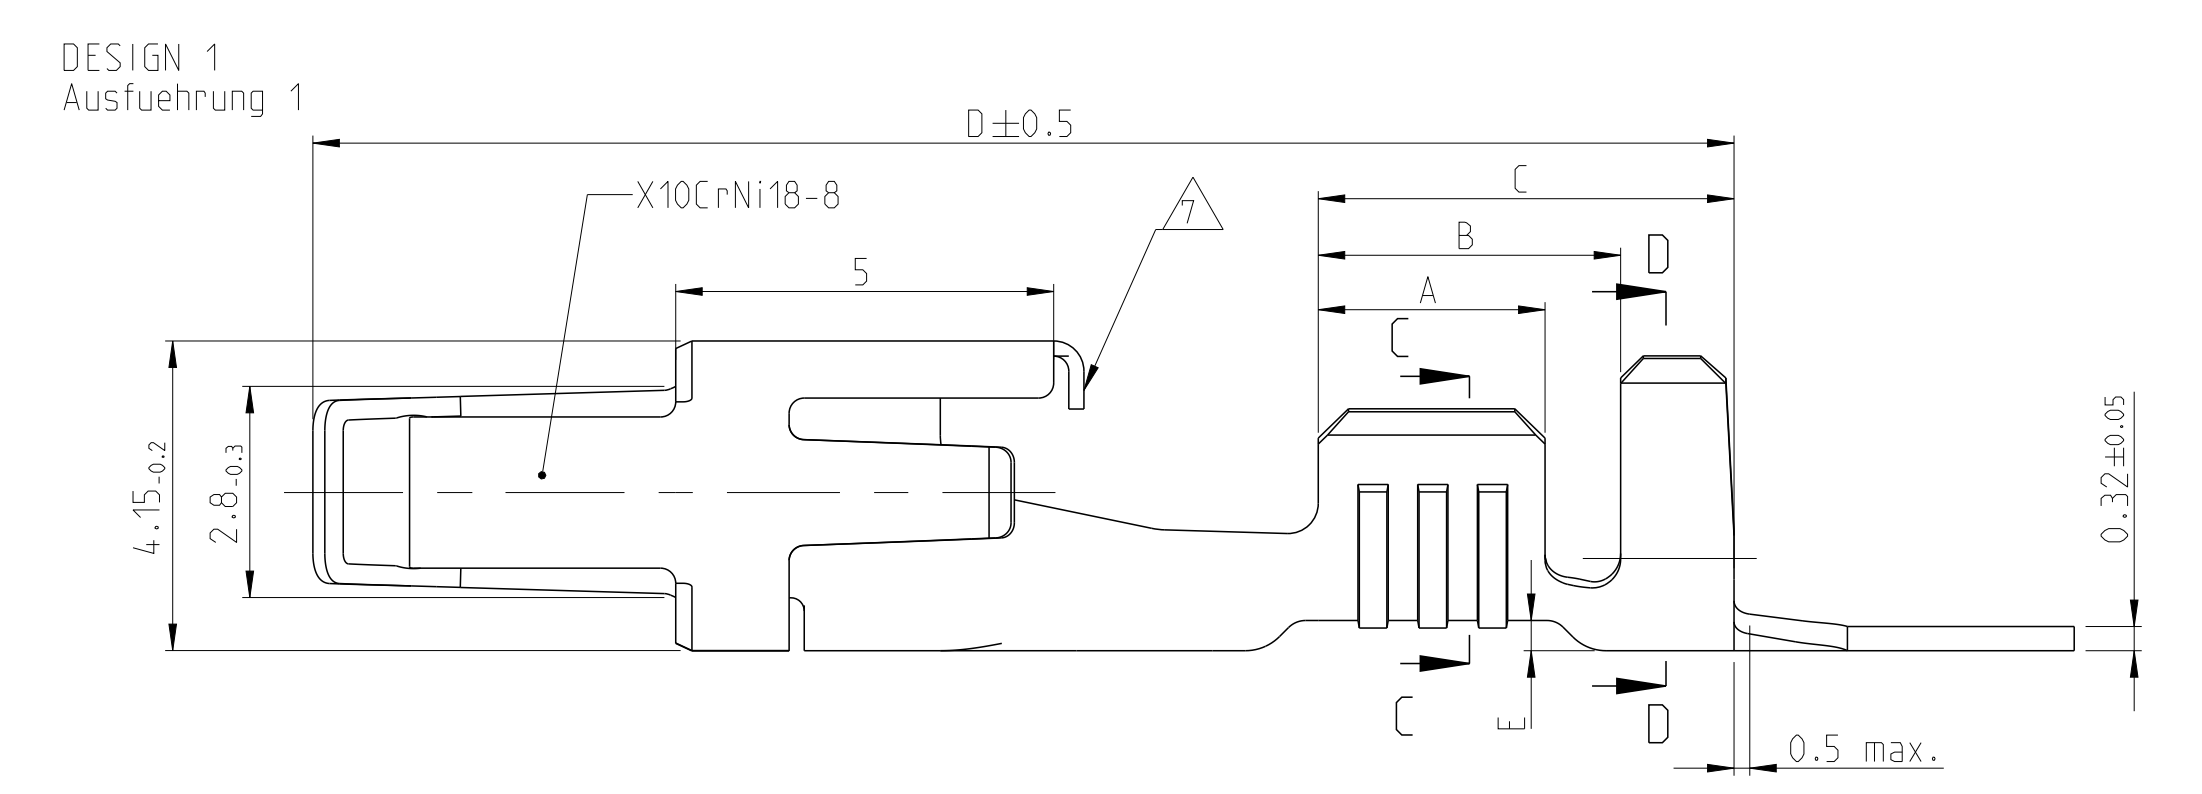 DESIGN 1
Ausfuehrung 1
D±0.5
X10CrNi18-8
7
C
B
D
5
A
C
4.15-0.2
2.8-0.3
0.32±0.05
C
E
D
0.5 max.